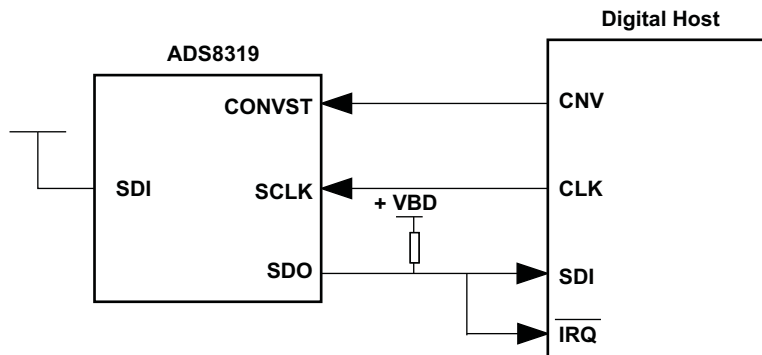 Digital Host
ADS8319
CONVST
CNV
SDI
SCLK
CLK
+ VBD
SDO
SDI
IRQ